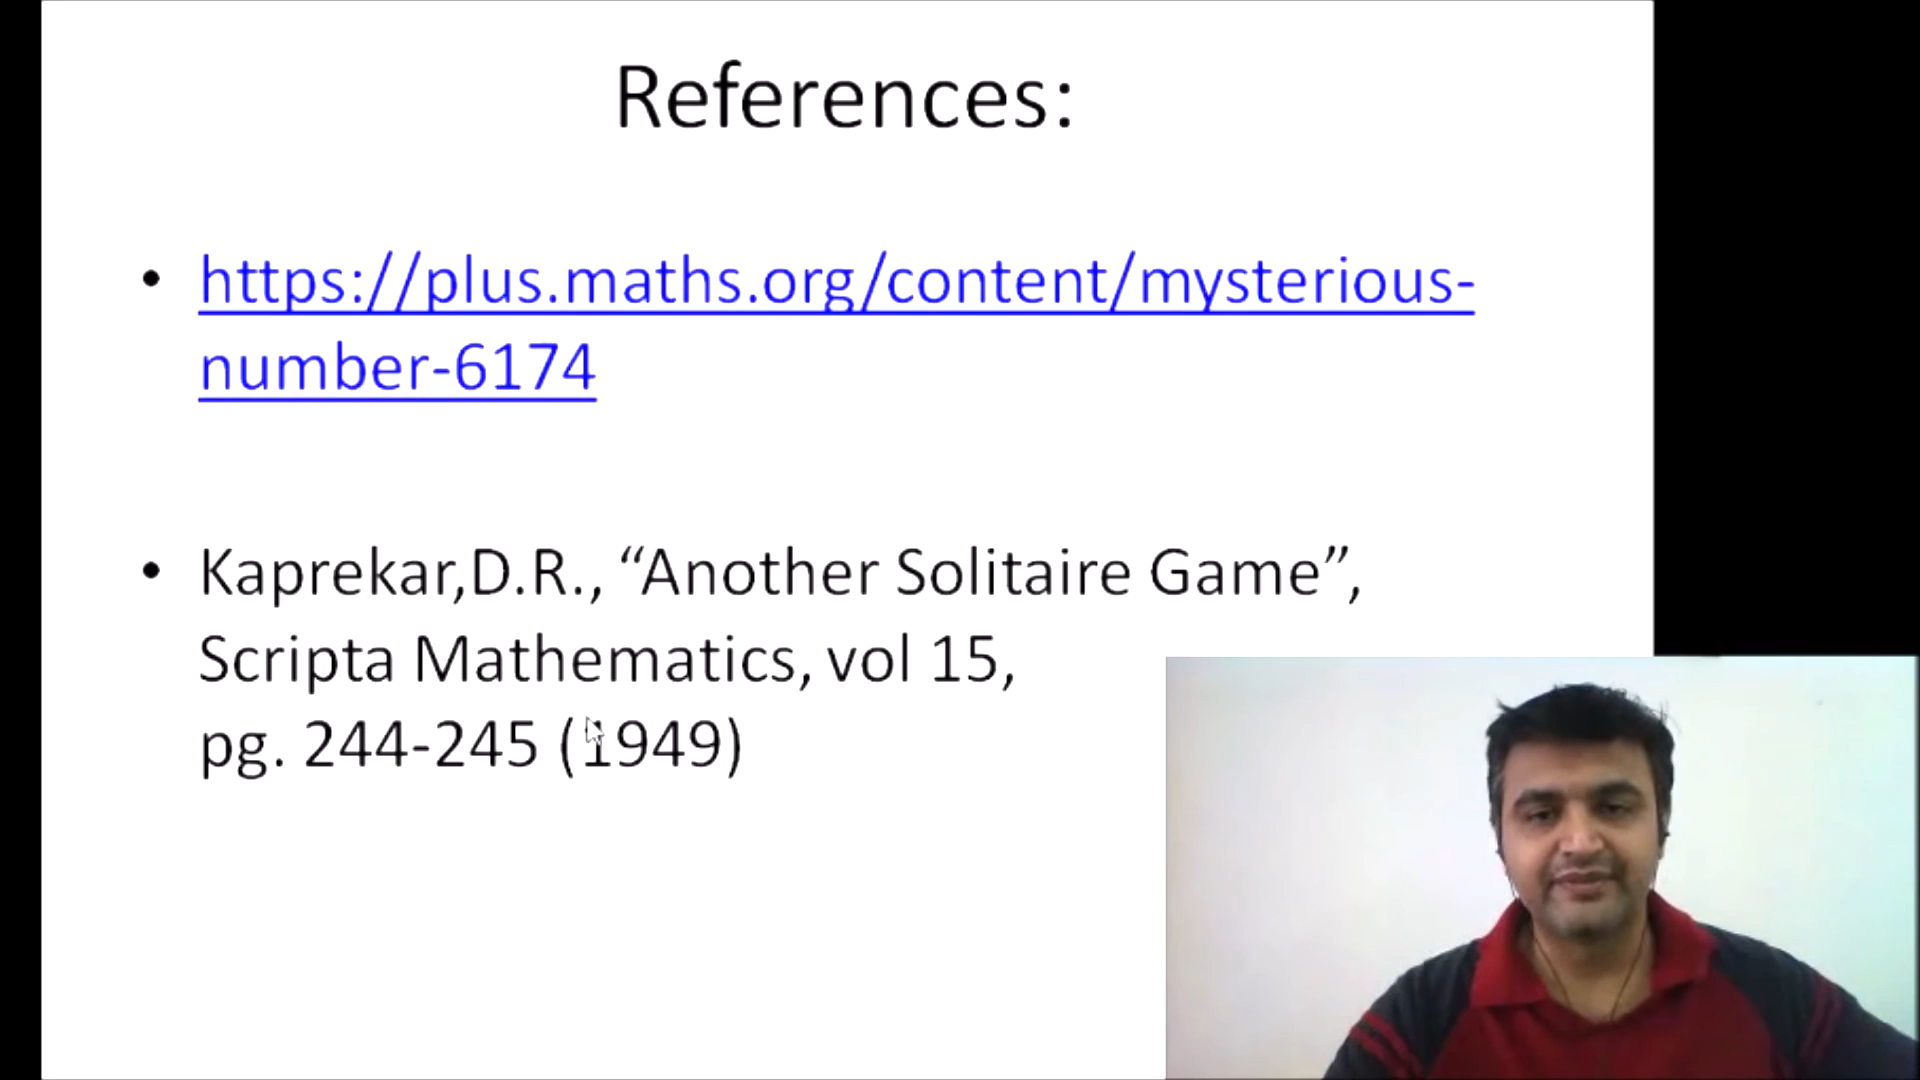 References:
• https://plus.maths.org/content/mysterious-
number-6174
• Kaprekar,D.R., “Another Solitaire Game”,
Scripta Mathematics, vol 15,
pg. 244-245 (1949)